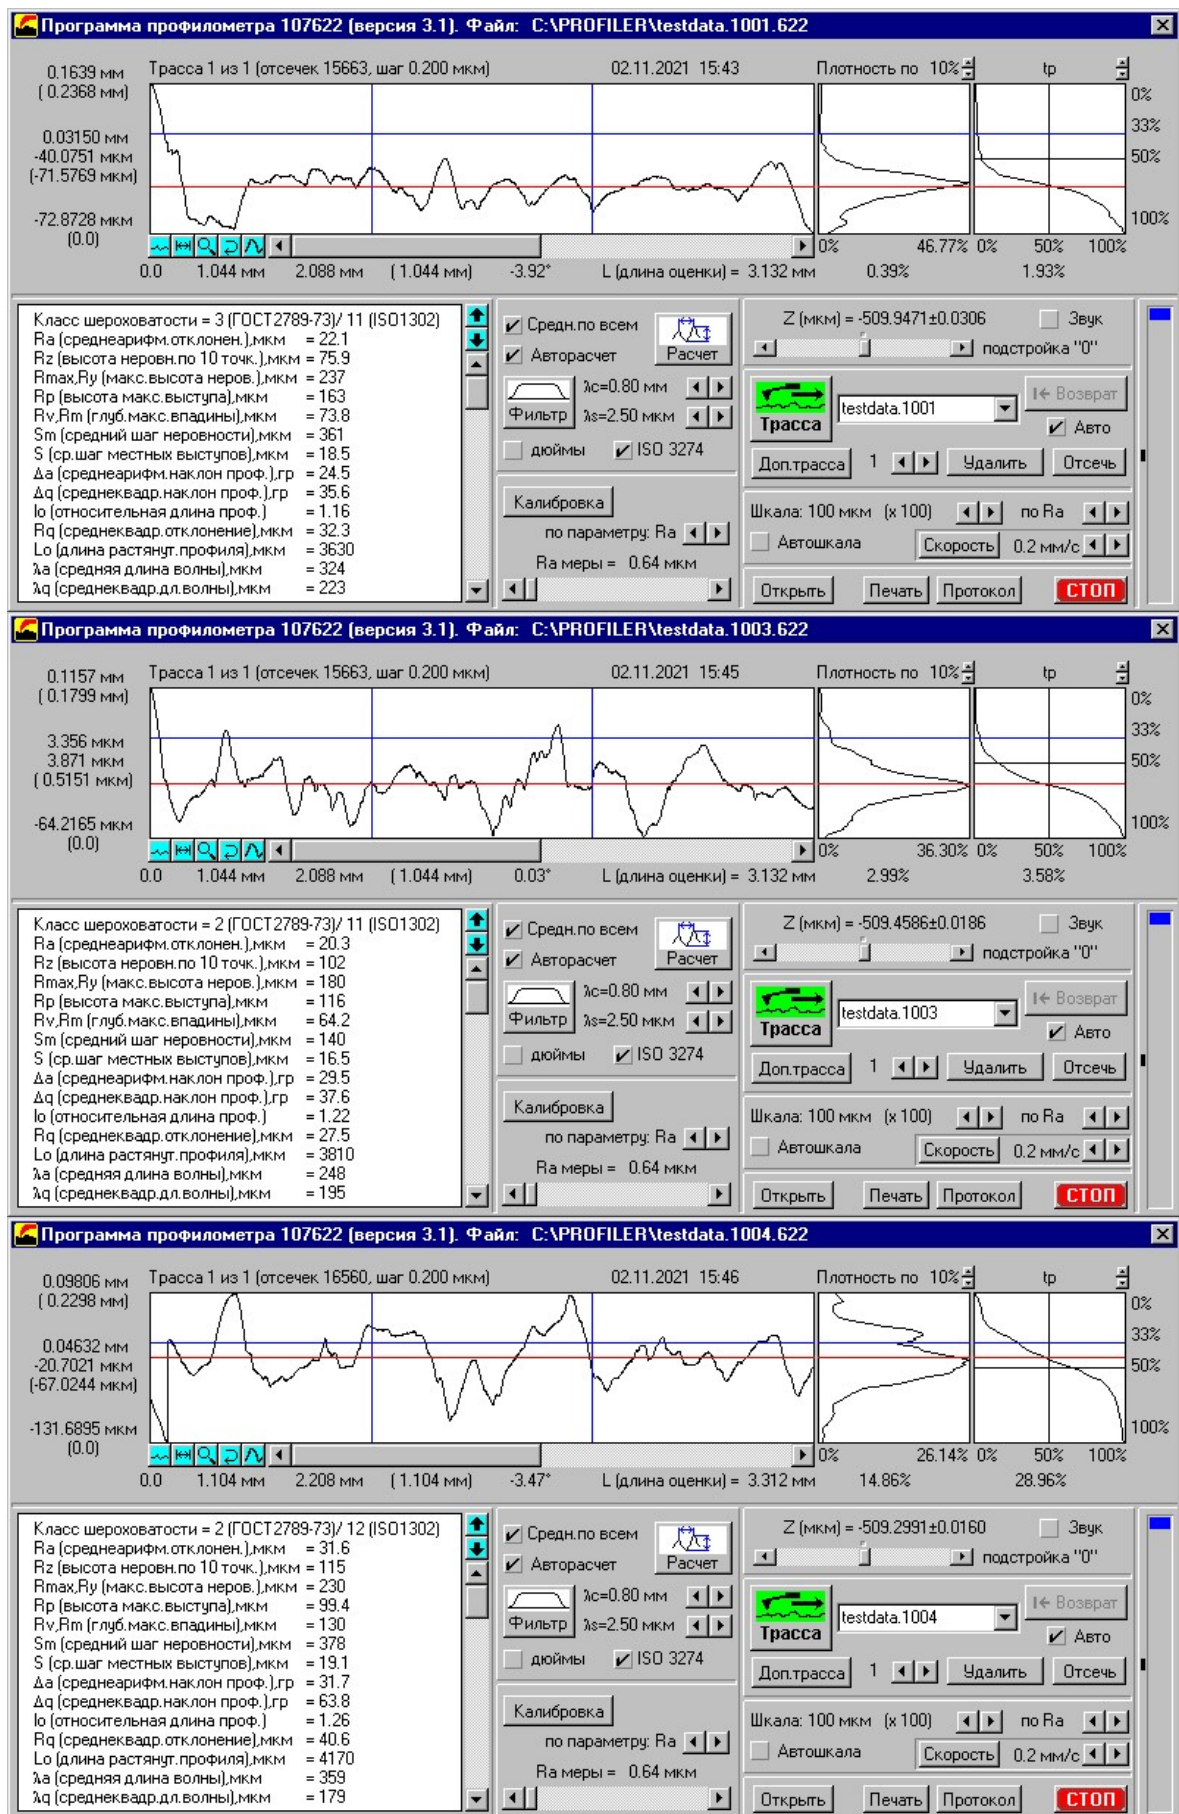 Программа профилометра 107622 (версия 3.1). Файл: C:\PROFILER\testdata.1001.622
0.1639 мм Трасса 1 из 1 (отсечек 15663, шаг 0.200 мкм) 02.11.2021 15:43 Плотность по 10% tp
( 0.2368 мм) 0%
0.03150 мм 33%
-40.0751 мкм 50%
(-71.5769 мкм)
-72.8728 мкм 100%
(0.0) 0% 46.77% 0% 50% 100%
0.0 1.044 мм 2.088 мм ( 1.044 мм) -3.92° L (длина оценки) = 3.132 мм 0.39% 1.93%
Класс шероховатости = 3 (ГОСТ2789-73)/ 11 (ISO1302)
Ra (среднеарифм.отклонен.),мкм = 22.1
Rz (высота неровн.по 10 точк.),мкм = 75.9
Rmax,Ry (макс.высота неров.),мкм = 237
Rp (высота макс.выступа),мкм = 163
Rv,Rm (глуб.макс.впадины),мкм = 73.8
Sm (средний шаг неровности),мкм = 361
S (ср.шаг местных выступов),мкм = 18.5
Δa (среднеарифм.наклон проф.),гр = 24.5
Δq (среднеквадр.наклон проф.),гр = 35.6
lo (относительная длина проф.) = 1.16
Rq (среднеквадр.отклонение),мкм = 32.3
Lo (длина растянут.профиля),мкм = 3630
λa (средняя длина волны),мкм = 324
λq (среднеквадр.дл.волны),мкм = 223
Средн.по всем
Авторасчет
Расчет
Фильтр
λc=0.80 мм
λs=2.50 мкм
дюймы ISO 3274
Калибровка
по параметру: Ra
Ra меры = 0.64 мкм
Z (мкм) = -509.9471±0.0306 Звук
подстройка "0"
Трасса
testdata.1001
Возврат
Авто
Доп.трасса 1 Удалить Отсечь
Шкала: 100 мкм (x 100) по Ra
Автошкала Скорость 0.2 мм/с
Открыть Печать Протокол СТОП
Программа профилометра 107622 (версия 3.1). Файл: C:\PROFILER\testdata.1003.622
0.1157 мм Трасса 1 из 1 (отсечек 15663, шаг 0.200 мкм) 02.11.2021 15:45 Плотность по 10% tp
( 0.1799 мм) 0%
3.356 мкм 33%
3.871 мкм 50%
( 0.5151 мкм)
-64.2165 мкм 100%
(0.0) 0% 36.30% 0% 50% 100%
0.0 1.044 мм 2.088 мм ( 1.044 мм) 0.03° L (длина оценки) = 3.132 мм 2.99% 3.58%
Класс шероховатости = 2 (ГОСТ2789-73)/ 11 (ISO1302)
Ra (среднеарифм.отклонен.),мкм = 20.3
Rz (высота неровн.по 10 точк.),мкм = 102
Rmax,Ry (макс.высота неров.),мкм = 180
Rp (высота макс.выступа),мкм = 116
Rv,Rm (глуб.макс.впадины),мкм = 64.2
Sm (средний шаг неровности),мкм = 140
S (ср.шаг местных выступов),мкм = 16.5
Δa (среднеарифм.наклон проф.),гр = 29.5
Δq (среднеквадр.наклон проф.),гр = 37.6
lo (относительная длина проф.) = 1.22
Rq (среднеквадр.отклонение),мкм = 27.5
Lo (длина растянут.профиля),мкм = 3810
λa (средняя длина волны),мкм = 248
λq (среднеквадр.дл.волны),мкм = 195
Средн.по всем
Авторасчет
Расчет
Фильтр
λc=0.80 мм
λs=2.50 мкм
дюймы ISO 3274
Калибровка
по параметру: Ra
Ra меры = 0.64 мкм
Z (мкм) = -509.4586±0.0186 Звук
подстройка "0"
Трасса
testdata.1003
Возврат
Авто
Доп.трасса 1 Удалить Отсечь
Шкала: 100 мкм (x 100) по Ra
Автошкала Скорость 0.2 мм/с
Открыть Печать Протокол СТОП
Программа профилометра 107622 (версия 3.1). Файл: C:\PROFILER\testdata.1004.622
0.09806 мм Трасса 1 из 1 (отсечек 16560, шаг 0.200 мкм) 02.11.2021 15:46 Плотность по 10% tp
( 0.2298 мм) 0%
0.04632 мм 33%
-20.7021 мкм 50%
(-67.0244 мкм)
-131.6895 мкм 100%
(0.0) 0% 26.14% 0% 50% 100%
0.0 1.104 мм 2.208 мм ( 1.104 мм) -3.47° L (длина оценки) = 3.312 мм 14.86% 28.96%
Класс шероховатости = 2 (ГОСТ2789-73)/ 12 (ISO1302)
Ra (среднеарифм.отклонен.),мкм = 31.6
Rz (высота неровн.по 10 точк.),мкм = 115
Rmax,Ry (макс.высота неров.),мкм = 230
Rp (высота макс.выступа),мкм = 99.4
Rv,Rm (глуб.макс.впадины),мкм = 130
Sm (средний шаг неровности),мкм = 378
S (ср.шаг местных выступов),мкм = 19.1
Δa (среднеарифм.наклон проф.),гр = 31.7
Δq (среднеквадр.наклон проф.),гр = 63.8
lo (относительная длина проф.) = 1.26
Rq (среднеквадр.отклонение),мкм = 40.6
Lo (длина растянут.профиля),мкм = 4170
λa (средняя длина волны),мкм = 359
λq (среднеквадр.дл.волны),мкм = 179
Средн.по всем
Авторасчет
Расчет
Фильтр
λc=0.80 мм
λs=2.50 мкм
дюймы ISO 3274
Калибровка
по параметру: Ra
Ra меры = 0.64 мкм
Z (мкм) = -509.2991±0.0160 Звук
подстройка "0"
Трасса
testdata.1004
Возврат
Авто
Доп.трасса 1 Удалить Отсечь
Шкала: 100 мкм (x 100) по Ra
Автошкала Скорость 0.2 мм/с
Открыть Печать Протокол СТОП